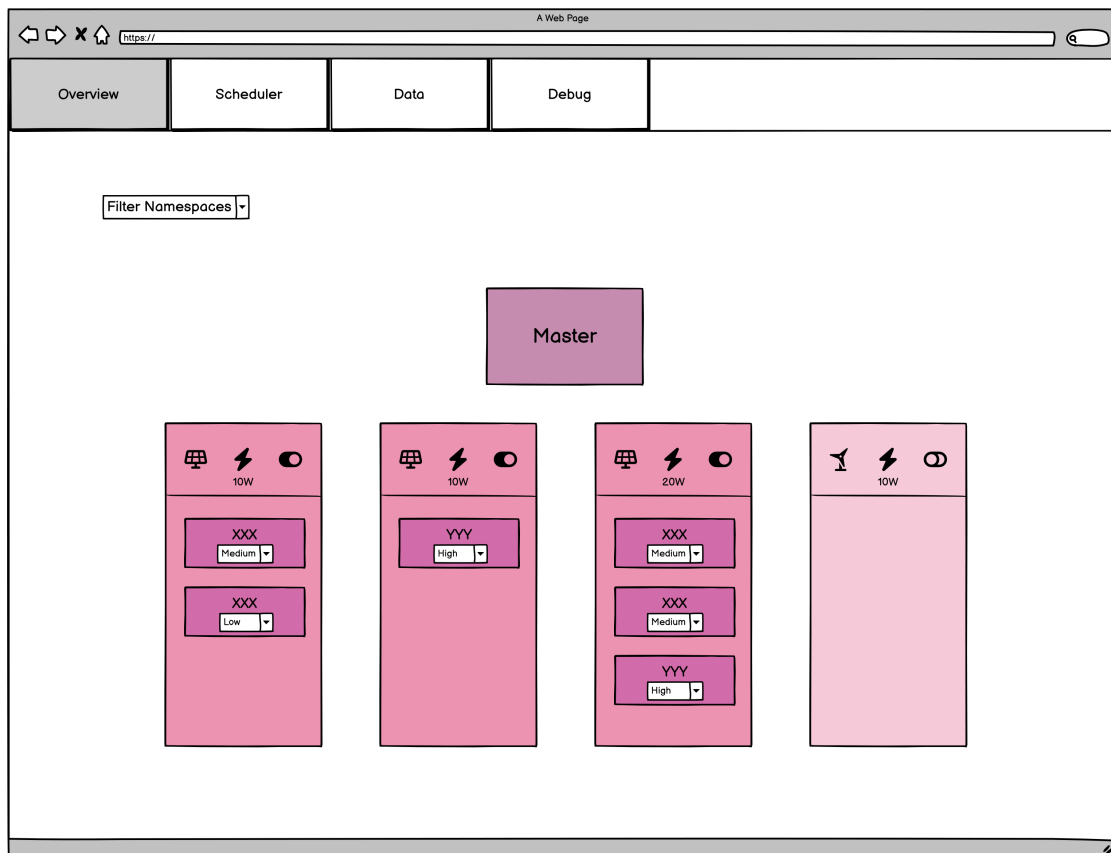 A Web Page
https://
Overview
Scheduler
Data
Debug
Filter Namespaces
Master
10W
10W
20W
10W
XXX
Medium
YYY
High
XXX
Medium
XXX
Low
XXX
Medium
YYY
High